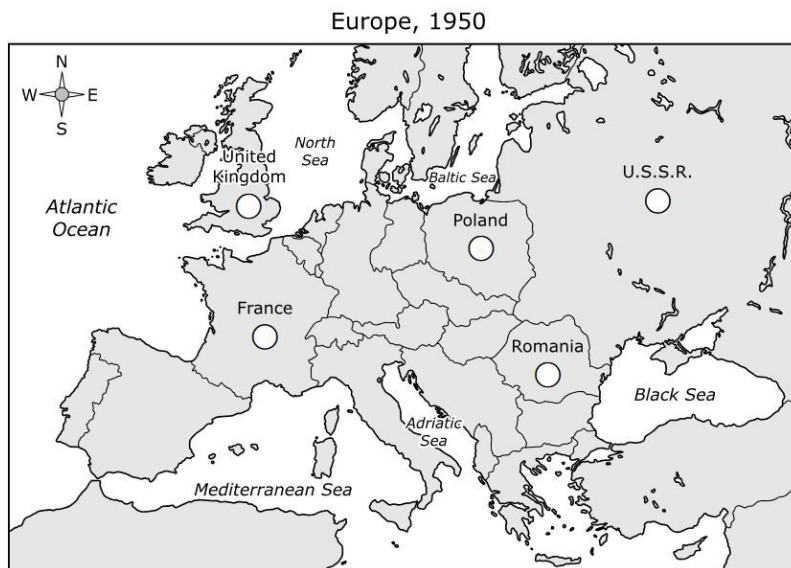 Europe, 1950
N
W E
S
North
Sea
United
Kingdom
Baltic Sea
U.S.S.R.
Atlantic
Ocean
Poland
France
Romania
Black Sea
Adriatic
Sea
Mediterranean Sea